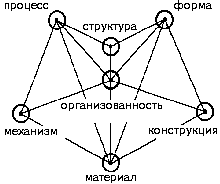 процесс
форма
структура
организованность
механизм
конструкция
материал